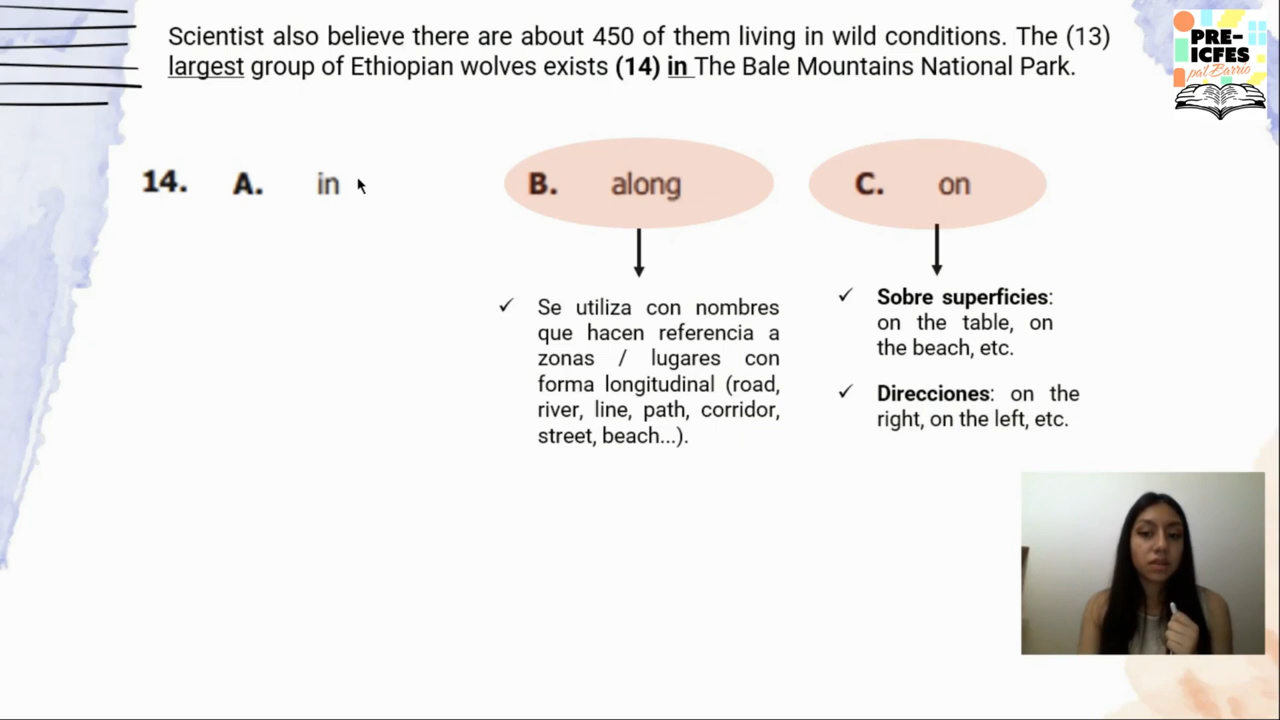 Scientist also believe there are about 450 of them living in wild conditions. The (13)
largest group of Ethiopian wolves exists (14) in The Bale Mountains National Park.
PRE-
ICFES
pa'l Barrio
14. A. in
B. along
C. on
✓ Se utiliza con nombres
que hacen referencia a
zonas / lugares con
forma longitudinal (road,
river, line, path, corridor,
street, beach...).
✓ Sobre superficies:
on the table, on
the beach, etc.
✓ Direcciones: on the
right, on the left, etc.